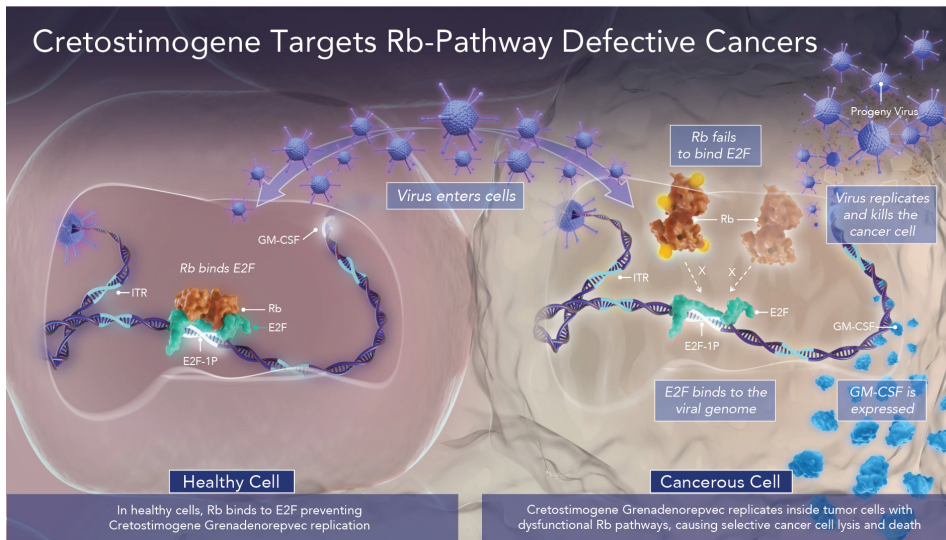 Cretostimogene Targets Rb-Pathway Defective Cancers
Progeny Virus
Rb fails
to bind E2F
Virus enters cells
Virus replicates
and kills the
cancer cell
GM-CSF
Rb binds E2F
ITR
Rb
E2F
E2F-1P
Rb
X
X
ITR
E2F
E2F-1P
GM-CSF
E2F binds to the
viral genome
GM-CSF is
expressed
Healthy Cell
In healthy cells, Rb binds to E2F preventing
Cretostimogene Grenadenorepvec replication
Cancerous Cell
Cretostimogene Grenadenorepvec replicates inside tumor cells with
dysfunctional Rb pathways, causing selective cancer cell lysis and death